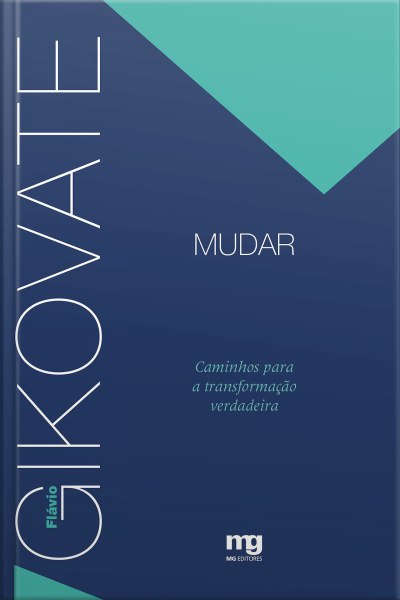 Flávio
GIKOVATE
MUDAR
Caminhos para
a transformação
verdadeira
mg
MG EDITORES